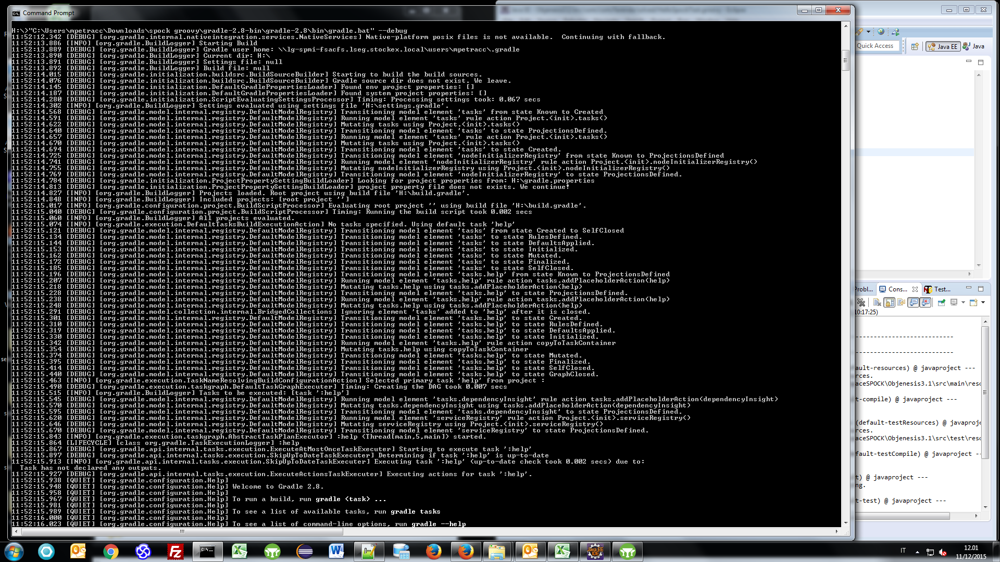 Command Prompt
H:\>"C:\Users\mpetracc\Downloads\spock groovy\gradle-2.8-bin\gradle-2.8\bin\gradle.bat" --debug
11:52:12.342 [DEBUG] [org.gradle.internal.nativeintegration.services.NativeServices] Native-platform posix files is not available.  Continuing with fallback.
11:52:13.886 [INFO] [org.gradle.BuildLogger] Starting Build
11:52:13.889 [DEBUG] [org.gradle.BuildLogger] Gradle user home: \\lg-spmi-fsacfs.lseg.stockex.local\users\mpetracc\.gradle
11:52:13.890 [DEBUG] [org.gradle.BuildLogger] Current dir: H:\
11:52:13.891 [DEBUG] [org.gradle.BuildLogger] Settings file: null
11:52:13.892 [DEBUG] [org.gradle.BuildLogger] Build file: null
11:52:14.015 [DEBUG] [org.gradle.initialization.buildsrc.BuildSourceBuilder] Starting to build the build sources.
11:52:14.076 [DEBUG] [org.gradle.initialization.buildsrc.BuildSourceBuilder] Gradle source dir does not exist. We leave.
11:52:14.145 [DEBUG] [org.gradle.initialization.DefaultGradlePropertiesLoader] Found env project properties: []
11:52:14.187 [DEBUG] [org.gradle.initialization.DefaultGradlePropertiesLoader] Found system project properties: []
11:52:14.280 [DEBUG] [org.gradle.initialization.ScriptEvaluatingSettingsProcessor] Timing: Processing settings took: 0.067 secs
11:52:14.302 [INFO] [org.gradle.BuildLogger] Settings evaluated using settings file 'H:\settings.gradle'.
11:52:14.568 [DEBUG] [org.gradle.model.internal.registry.DefaultModelRegistry] Transitioning model element 'tasks' from state Known to Created
11:52:14.591 [DEBUG] [org.gradle.model.internal.registry.DefaultModelRegistry] Running model element 'tasks' rule action Project.<init>.tasks()
11:52:14.622 [DEBUG] [org.gradle.model.internal.registry.DefaultModelRegistry] Mutating tasks using Project.<init>.tasks()
11:52:14.640 [DEBUG] [org.gradle.model.internal.registry.DefaultModelRegistry] Transitioning model element 'tasks' to state ProjectionsDefined.
11:52:14.657 [DEBUG] [org.gradle.model.internal.registry.DefaultModelRegistry] Running model element 'tasks' rule action Project.<init>.tasks()
11:52:14.670 [DEBUG] [org.gradle.model.internal.registry.DefaultModelRegistry] Mutating tasks using Project.<init>.tasks()
11:52:14.694 [DEBUG] [org.gradle.model.internal.registry.DefaultModelRegistry] Transitioning model element 'tasks' to state Created.
11:52:14.725 [DEBUG] [org.gradle.model.internal.registry.DefaultModelRegistry] Transitioning model element 'nodeInitializerRegistry' from state Known to ProjectionsDefined
11:52:14.741 [DEBUG] [org.gradle.model.internal.registry.DefaultModelRegistry] Running model element 'nodeInitializerRegistry' rule action Project.<init>.nodeInitializerRegistry()
11:52:14.755 [DEBUG] [org.gradle.model.internal.registry.DefaultModelRegistry] Mutating nodeInitializerRegistry using Project.<init>.nodeInitializerRegistry()
11:52:14.769 [DEBUG] [org.gradle.model.internal.registry.DefaultModelRegistry] Transitioning model element 'nodeInitializerRegistry' to state ProjectionsDefined.
11:52:14.784 [DEBUG] [org.gradle.initialization.ProjectPropertySettingBuildLoader] Looking for project properties from: H:\gradle.properties
11:52:14.813 [DEBUG] [org.gradle.initialization.ProjectPropertySettingBuildLoader] project property file does not exists. We continue!
11:52:14.827 [INFO] [org.gradle.BuildLogger] Projects loaded. Root project using build file 'H:\build.gradle'.
11:52:14.848 [INFO] [org.gradle.BuildLogger] Included projects: [root project '']
11:52:15.017 [INFO] [org.gradle.configuration.project.BuildScriptProcessor] Evaluating root project '' using build file 'H:\build.gradle'.
11:52:15.040 [DEBUG] [org.gradle.configuration.project.BuildScriptProcessor] Timing: Running the build script took 0.002 secs
11:52:15.060 [INFO] [org.gradle.BuildLogger] All projects evaluated.
11:52:15.074 [INFO] [org.gradle.execution.DefaultTasksBuildExecutionAction] No tasks specified. Using default task 'help'
11:52:15.121 [DEBUG] [org.gradle.model.internal.registry.DefaultModelRegistry] Transitioning model element 'tasks' from state Created to SelfClosed
11:52:15.134 [DEBUG] [org.gradle.model.internal.registry.DefaultModelRegistry] Transitioning model element 'tasks' to state RulesDefined.
11:52:15.144 [DEBUG] [org.gradle.model.internal.registry.DefaultModelRegistry] Transitioning model element 'tasks' to state DefaultsApplied.
11:52:15.153 [DEBUG] [org.gradle.model.internal.registry.DefaultModelRegistry] Transitioning model element 'tasks' to state Initialized.
11:52:15.162 [DEBUG] [org.gradle.model.internal.registry.DefaultModelRegistry] Transitioning model element 'tasks' to state Mutated.
11:52:15.172 [DEBUG] [org.gradle.model.internal.registry.DefaultModelRegistry] Transitioning model element 'tasks' to state Finalized.
11:52:15.185 [DEBUG] [org.gradle.model.internal.registry.DefaultModelRegistry] Transitioning model element 'tasks' to state SelfClosed.
11:52:15.196 [DEBUG] [org.gradle.model.internal.registry.DefaultModelRegistry] Transitioning model element 'tasks.help' from state Known to ProjectionsDefined
11:52:15.207 [DEBUG] [org.gradle.model.internal.registry.DefaultModelRegistry] Running model element 'tasks.help' rule action tasks.addPlaceholderAction(help)
11:52:15.218 [DEBUG] [org.gradle.model.internal.registry.DefaultModelRegistry] Mutating tasks.help using tasks.addPlaceholderAction(help)
11:52:15.228 [DEBUG] [org.gradle.model.internal.registry.DefaultModelRegistry] Transitioning model element 'tasks.help' to state ProjectionsDefined.
11:52:15.238 [DEBUG] [org.gradle.model.internal.registry.DefaultModelRegistry] Running model element 'tasks.help' rule action tasks.addPlaceholderAction(help)
11:52:15.248 [DEBUG] [org.gradle.model.internal.registry.DefaultModelRegistry] Mutating tasks.help using tasks.addPlaceholderAction(help)
11:52:15.291 [DEBUG] [org.gradle.model.collection.internal.BridgedCollections] Ignoring element 'tasks' added to 'help' after it is closed.
11:52:15.301 [DEBUG] [org.gradle.model.internal.registry.DefaultModelRegistry] Transitioning model element 'tasks.help' to state Created.
11:52:15.310 [DEBUG] [org.gradle.model.internal.registry.DefaultModelRegistry] Transitioning model element 'tasks.help' to state RulesDefined.
11:52:15.319 [DEBUG] [org.gradle.model.internal.registry.DefaultModelRegistry] Transitioning model element 'tasks.help' to state DefaultsApplied.
11:52:15.330 [DEBUG] [org.gradle.model.internal.registry.DefaultModelRegistry] Transitioning model element 'tasks.help' to state Initialized.
11:52:15.342 [DEBUG] [org.gradle.model.internal.registry.DefaultModelRegistry] Running model element 'tasks.help' rule action copyToTaskContainer
11:52:15.354 [DEBUG] [org.gradle.model.internal.registry.DefaultModelRegistry] Mutating tasks.help using copyToTaskContainer
11:52:15.374 [DEBUG] [org.gradle.model.internal.registry.DefaultModelRegistry] Transitioning model element 'tasks.help' to state Mutated.
11:52:15.395 [DEBUG] [org.gradle.model.internal.registry.DefaultModelRegistry] Transitioning model element 'tasks.help' to state Finalized.
11:52:15.414 [DEBUG] [org.gradle.model.internal.registry.DefaultModelRegistry] Transitioning model element 'tasks.help' to state SelfClosed.
11:52:15.440 [DEBUG] [org.gradle.model.internal.registry.DefaultModelRegistry] Transitioning model element 'tasks.help' to state GraphClosed.
11:52:15.463 [INFO] [org.gradle.execution.TaskNameResolvingBuildConfigurationAction] Selected primary task 'help' from project :
11:52:15.490 [DEBUG] [org.gradle.execution.taskgraph.DefaultTaskGraphExecuter] Timing: Creating the DAG took 0.007 secs
11:52:15.515 [INFO] [org.gradle.BuildLogger] Tasks to be executed: [task ':help']
11:52:15.545 [DEBUG] [org.gradle.model.internal.registry.DefaultModelRegistry] Running model element 'tasks.dependencyInsight' rule action tasks.addPlaceholderAction(dependencyInsight)
11:52:15.570 [DEBUG] [org.gradle.model.internal.registry.DefaultModelRegistry] Mutating tasks.dependencyInsight using tasks.addPlaceholderAction(dependencyInsight)
11:52:15.595 [DEBUG] [org.gradle.model.internal.registry.DefaultModelRegistry] Transitioning model element 'tasks.dependencyInsight' to state ProjectionsDefined.
11:52:15.620 [DEBUG] [org.gradle.model.internal.registry.DefaultModelRegistry] Running model element 'serviceRegistry' rule action Project.<init>.serviceRegistry()
11:52:15.646 [DEBUG] [org.gradle.model.internal.registry.DefaultModelRegistry] Mutating serviceRegistry using Project.<init>.serviceRegistry()
11:52:15.670 [DEBUG] [org.gradle.model.internal.registry.DefaultModelRegistry] Transitioning model element 'serviceRegistry' to state ProjectionsDefined.
11:52:15.843 [INFO] [org.gradle.execution.taskgraph.AbstractTaskPlanExecutor] :help (Thread[main,5,main]) started.
11:52:15.864 [LIFECYCLE] [class org.gradle.TaskExecutionLogger] :help
11:52:15.867 [DEBUG] [org.gradle.api.internal.tasks.execution.ExecuteAtMostOnceTaskExecuter] Starting to execute task ':help'
11:52:15.897 [DEBUG] [org.gradle.api.internal.tasks.execution.SkipUpToDateTaskExecuter] Determining if task ':help' is up-to-date
11:52:15.913 [INFO] [org.gradle.api.internal.tasks.execution.SkipUpToDateTaskExecuter] Executing task ':help' (up-to-date check took 0.002 secs) due to:
  Task has not declared any outputs.
11:52:15.927 [DEBUG] [org.gradle.api.internal.tasks.execution.ExecuteActionsTaskExecuter] Executing actions for task ':help'.
11:52:15.938 [QUIET] [org.gradle.configuration.Help]
11:52:15.948 [QUIET] [org.gradle.configuration.Help] Welcome to Gradle 2.8.
11:52:15.958 [QUIET] [org.gradle.configuration.Help]
11:52:15.967 [QUIET] [org.gradle.configuration.Help] To run a build, run gradle <task> ...
11:52:15.981 [QUIET] [org.gradle.configuration.Help]
11:52:15.989 [QUIET] [org.gradle.configuration.Help] To see a list of available tasks, run gradle tasks
11:52:16.000 [QUIET] [org.gradle.configuration.Help]
11:52:16.023 [QUIET] [org.gradle.configuration.Help] To see a list of command-line options, run gradle --help
Quick Access
Java EE
Java
Probl...
Cons...
Test...
10:17:25)
ault-resources) @ javaproject ---
rces.
aceSPOCK\Objenesis3.1\src\main\reso
t-compile) @ javaproject ---
(default-testResources) @ javaproje
rces.
aceSPOCK\Objenesis3.1\src\test\reso
fault-testCompile) @ javaproject --
t) @ javaproject ---
ng.
t-test) @ javaproject ---
IT
12.01
11/12/2015